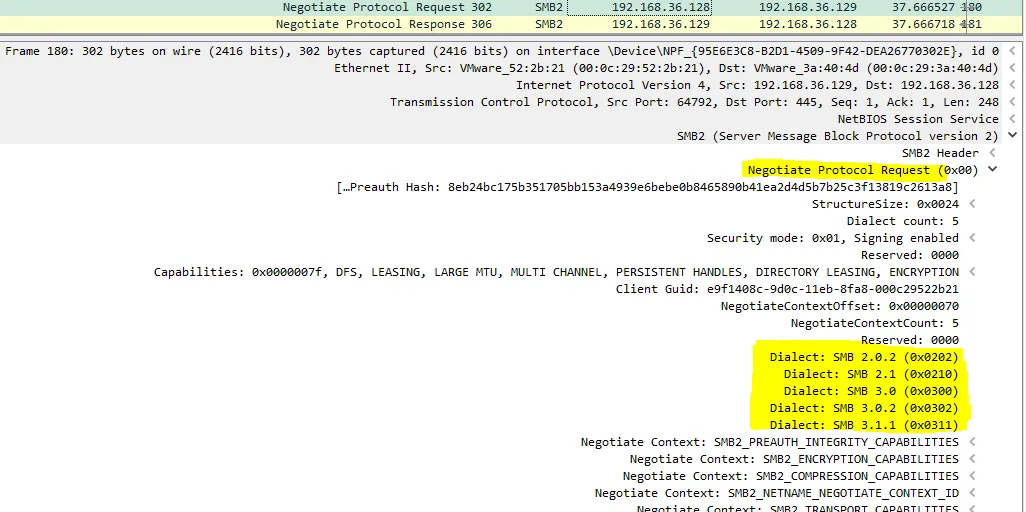 Negotiate Protocol Request 302 SMB2 192.168.36.128 192.168.36.129 37.666527 180
Negotiate Protocol Response 306 SMB2 192.168.36.129 192.168.36.128 37.666718 481
Frame 180: 302 bytes on wire (2416 bits), 302 bytes captured (2416 bits) on interface \Device\NPF_{95E6E3C8-B2D1-4509-9F42-DEA26770302E}, id 0
Ethernet II, Src: VMware_52:2b:21 (00:0c:29:52:2b:21), Dst: VMware_3a:40:4d (00:0c:29:3a:40:4d)
Internet Protocol Version 4, Src: 192.168.36.129, Dst: 192.168.36.128
Transmission Control Protocol, Src Port: 64792, Dst Port: 445, Seq: 1, Ack: 1, Len: 248
NetBIOS Session Service
SMB2 (Server Message Block Protocol version 2)
SMB2 Header
Negotiate Protocol Request (0x00)
[…Preauth Hash: 8eb24bc175b351705bb153a4939e6bebe0b8465890b41ea2d4d5b7b25c3f13819c2613a8]
StructureSize: 0x0024
Dialect count: 5
Security mode: 0x01, Signing enabled
Reserved: 0000
Capabilities: 0x0000007f, DFS, LEASING, LARGE MTU, MULTI CHANNEL, PERSISTENT HANDLES, DIRECTORY LEASING, ENCRYPTION
Client Guid: e9f1408c-9d0c-11eb-8fa8-000c29522b21
NegotiateContextOffset: 0x00000070
NegotiateContextCount: 5
Reserved: 0000
Dialect: SMB 2.0.2 (0x0202)
Dialect: SMB 2.1 (0x0210)
Dialect: SMB 3.0 (0x0300)
Dialect: SMB 3.0.2 (0x0302)
Dialect: SMB 3.1.1 (0x0311)
Negotiate Context: SMB2_PREAUTH_INTEGRITY_CAPABILITIES
Negotiate Context: SMB2_ENCRYPTION_CAPABILITIES
Negotiate Context: SMB2_COMPRESSION_CAPABILITIES
Negotiate Context: SMB2_NETNAME_NEGOTIATE_CONTEXT_ID
Negotiate Context: SMB2_TRANSPORT_CAPABILITIES